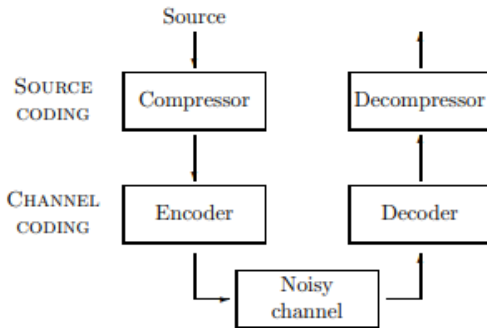 Source
SOURCE
CODING
Compressor
Decompressor
CHANNEL
CODING
Encoder
Decoder
Noisy
channel